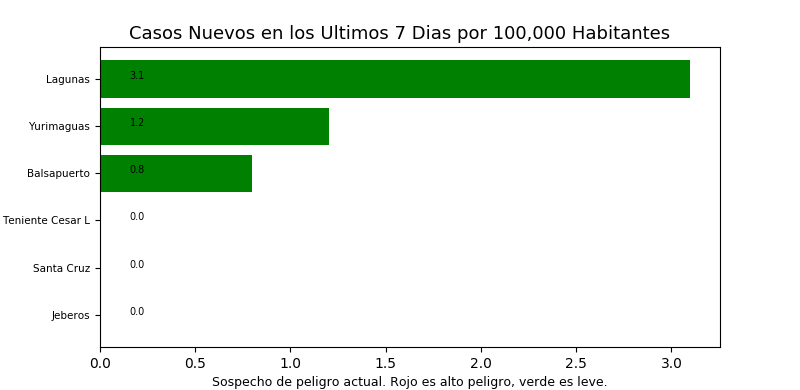 Casos Nuevos en los Ultimos 7 Dias por 100,000 Habitantes
Lagunas 3.1
Yurimaguas 1.2
Balsapuerto 0.8
Teniente Cesar L 0.0
Santa Cruz 0.0
Jeberos 0.0
0.0 0.5 1.0 1.5 2.0 2.5 3.0
Sospecho de peligro actual. Rojo es alto peligro, verde es leve.